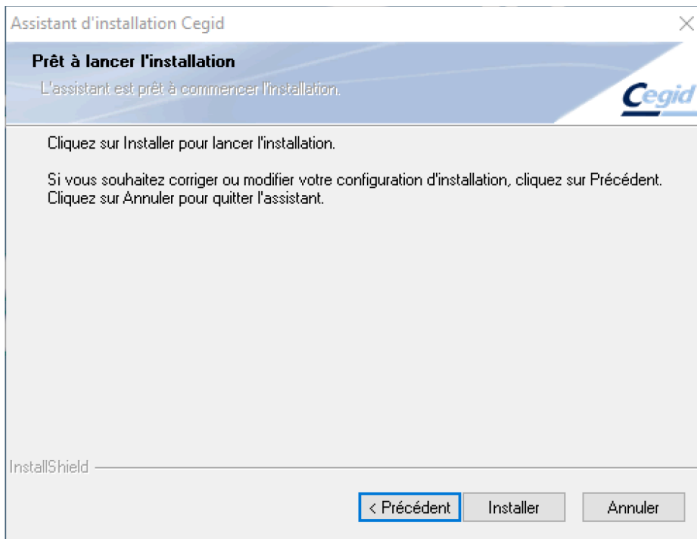 Assistant d'installation Cegid
Prêt à lancer l'installation
L'assistant est prêt à commencer l'installation.
Cegid
Cliquez sur Installer pour lancer l'installation.
Si vous souhaitez corriger ou modifier votre configuration d'installation, cliquez sur Précédent.
Cliquez sur Annuler pour quitter l'assistant.
InstallShield
< Précédent
Installer
Annuler